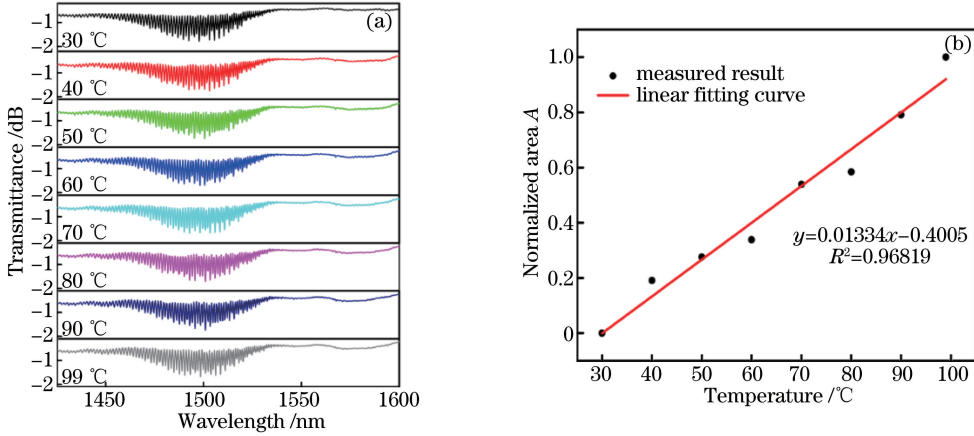 (a)
−1
−2
30 ℃
−1
−2
40 ℃
−1
−2
50 ℃
−1
−2
60 ℃
−1
−2
70 ℃
−1
−2
80 ℃
−1
−2
90 ℃
−1
−2
99 ℃
Transmittance /dB
1450 1500 1550 1600
Wavelength /nm
(b)
measured result
linear fitting curve
y=0.01334x−0.4005
R²=0.96819
1.0
0.8
0.6
0.4
0.2
0
Normalized area A
30 40 50 60 70 80 90 100
Temperature /℃